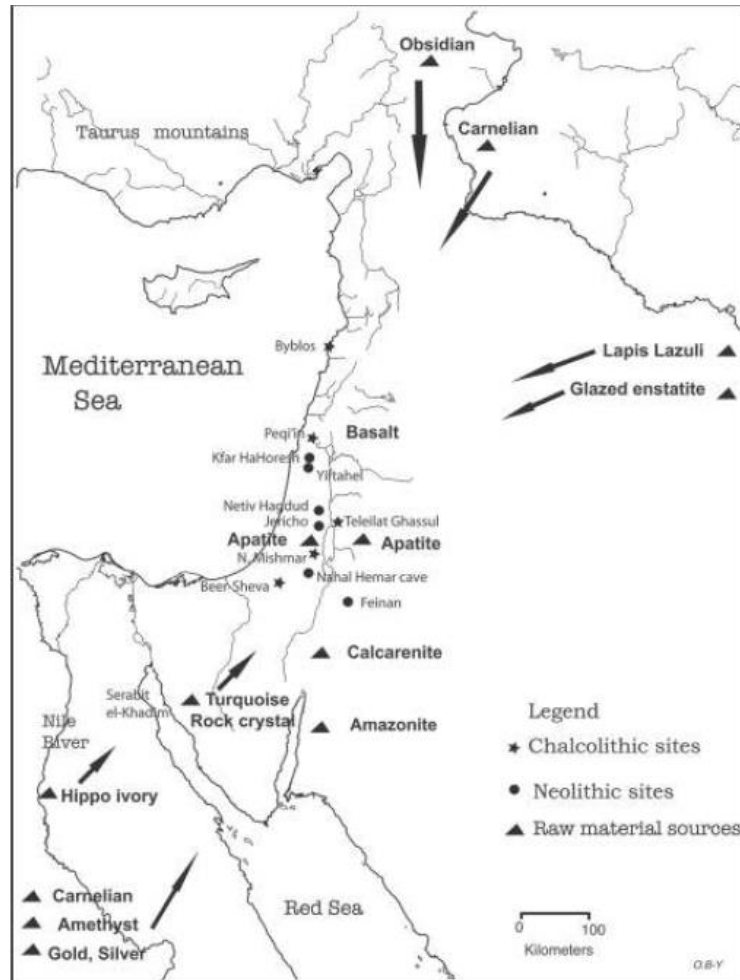 Obsidian
Taurus mountains
Carnelian
Byblos
Mediterranean
Sea
Lapis Lazuli
Glazed enstatite
Peqi'in
Basalt
Kfar HaHoresh
Yiftahel
Netiv Hagdud
Jericho
Teleilat Ghassul
Apatite
Apatite
N. Mishmar
Nahal Hemar cave
Beer-Sheva
Feinan
Calcarenite
Serabit
el-Khadim
Turquoise
Rock crystal
Amazonite
Nile
River
Hippo ivory
Carnelian
Amethyst
Gold, Silver
Red Sea
Legend
Chalcolithic sites
Neolithic sites
Raw material sources
0 100
Kilometers
O.B-Y